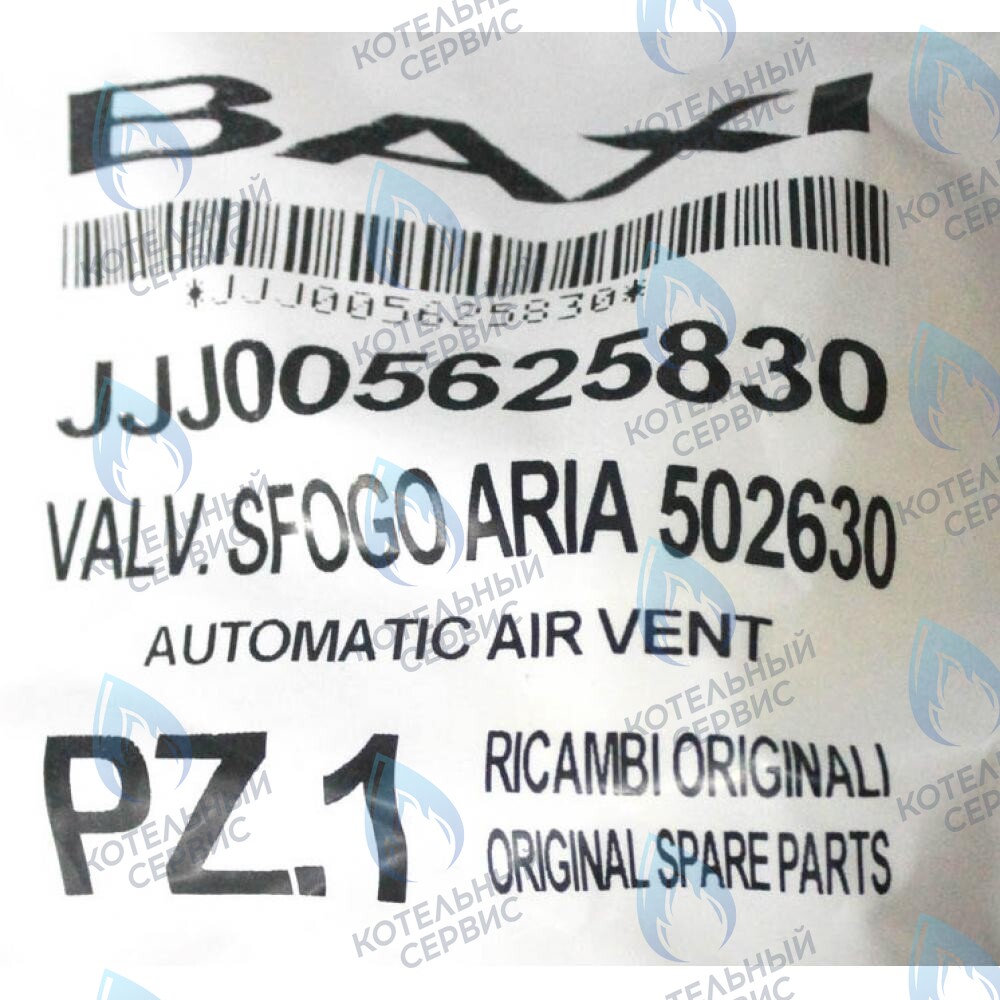 BAXI
*JJJ005625830*
JJJ005625830
VALV. SFOGO ARIA 502630
AUTOMATIC AIR VENT
PZ.1
RICAMBI ORIGINALI
ORIGINAL SPARE PARTS
КОТЕЛЬНЫЙ
СЕРВИС